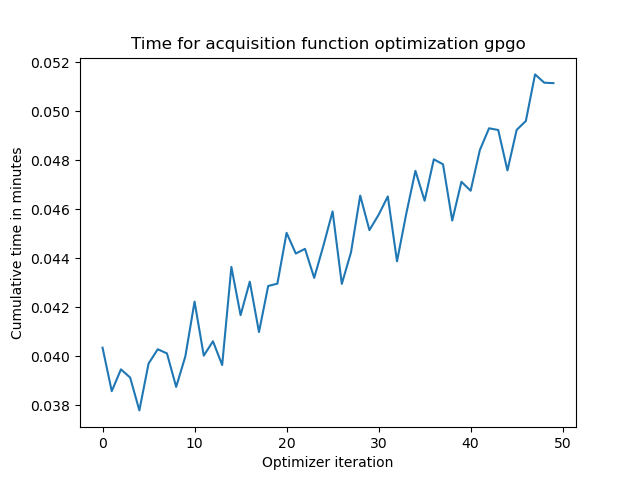 Time for acquisition function optimization gpgo
0.052
0.050
0.048
0.046
0.044
0.042
0.040
0.038
Cumulative time in minutes
0 10 20 30 40 50
Optimizer iteration